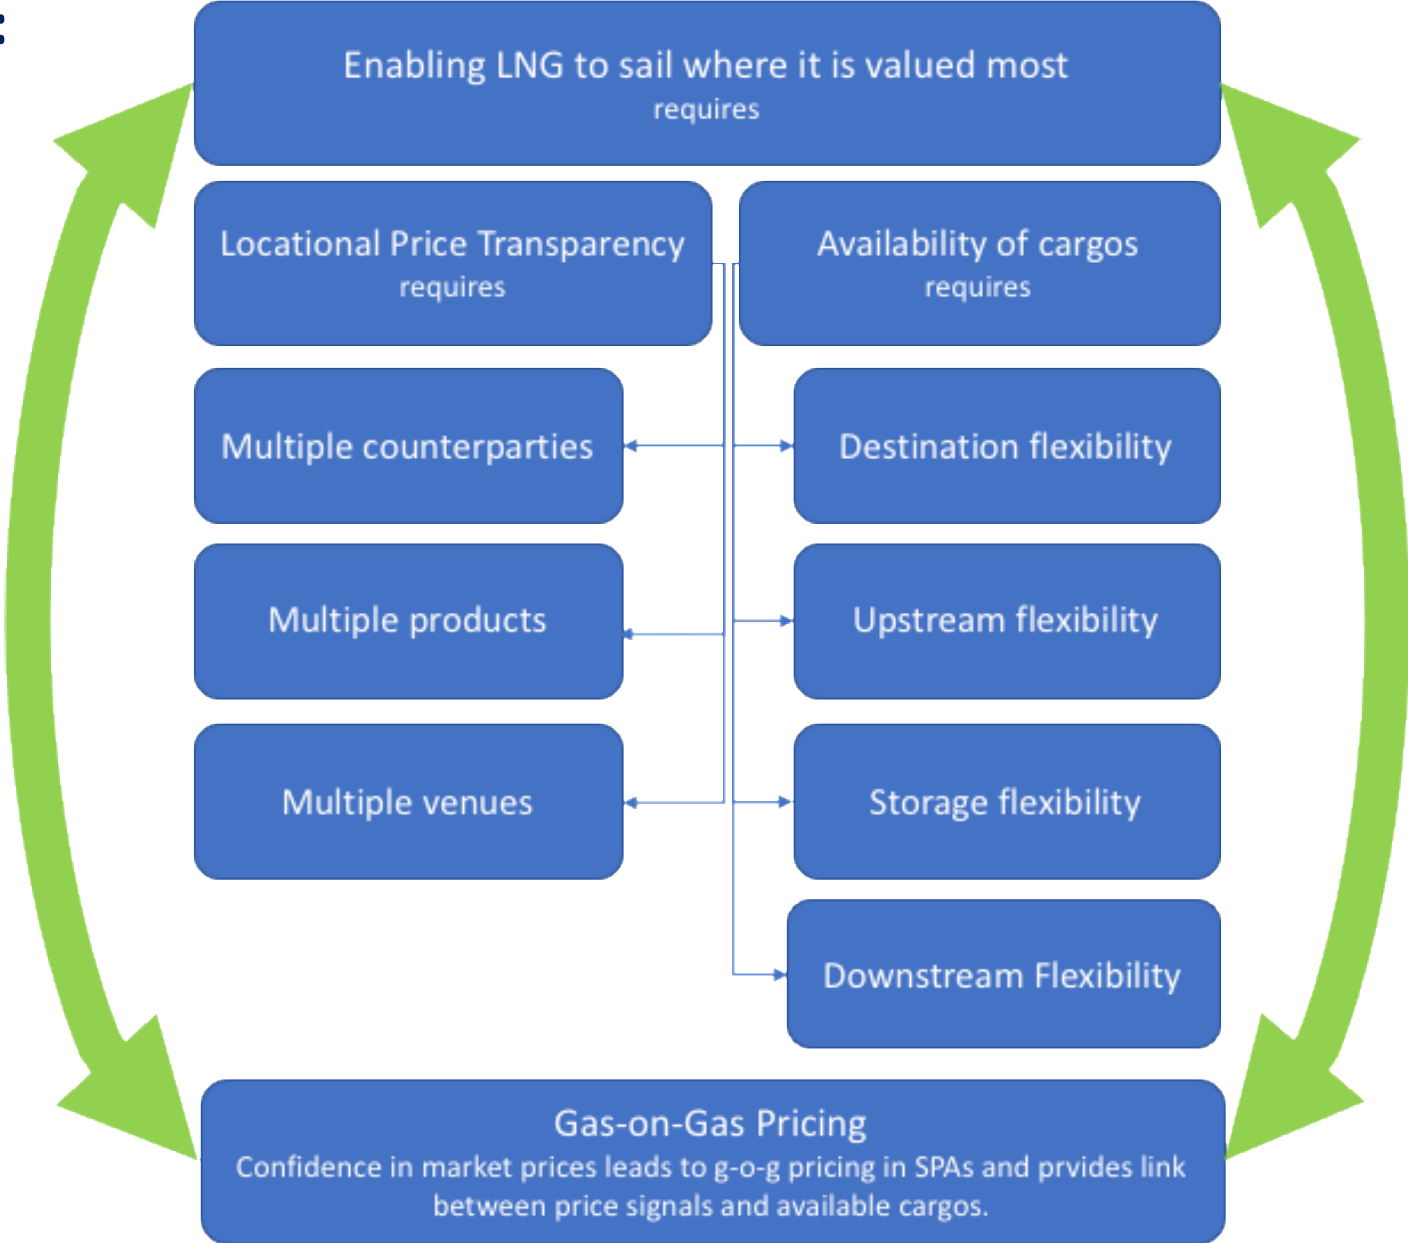 :
Enabling LNG to sail where it is valued most
requires
Locational Price Transparency
requires
Availability of cargos
requires
Multiple counterparties
Destination flexibility
Multiple products
Upstream flexibility
Multiple venues
Storage flexibility
Downstream Flexibility
Gas-on-Gas Pricing
Confidence in market prices leads to g-o-g pricing in SPAs and prvides link
between price signals and available cargos.